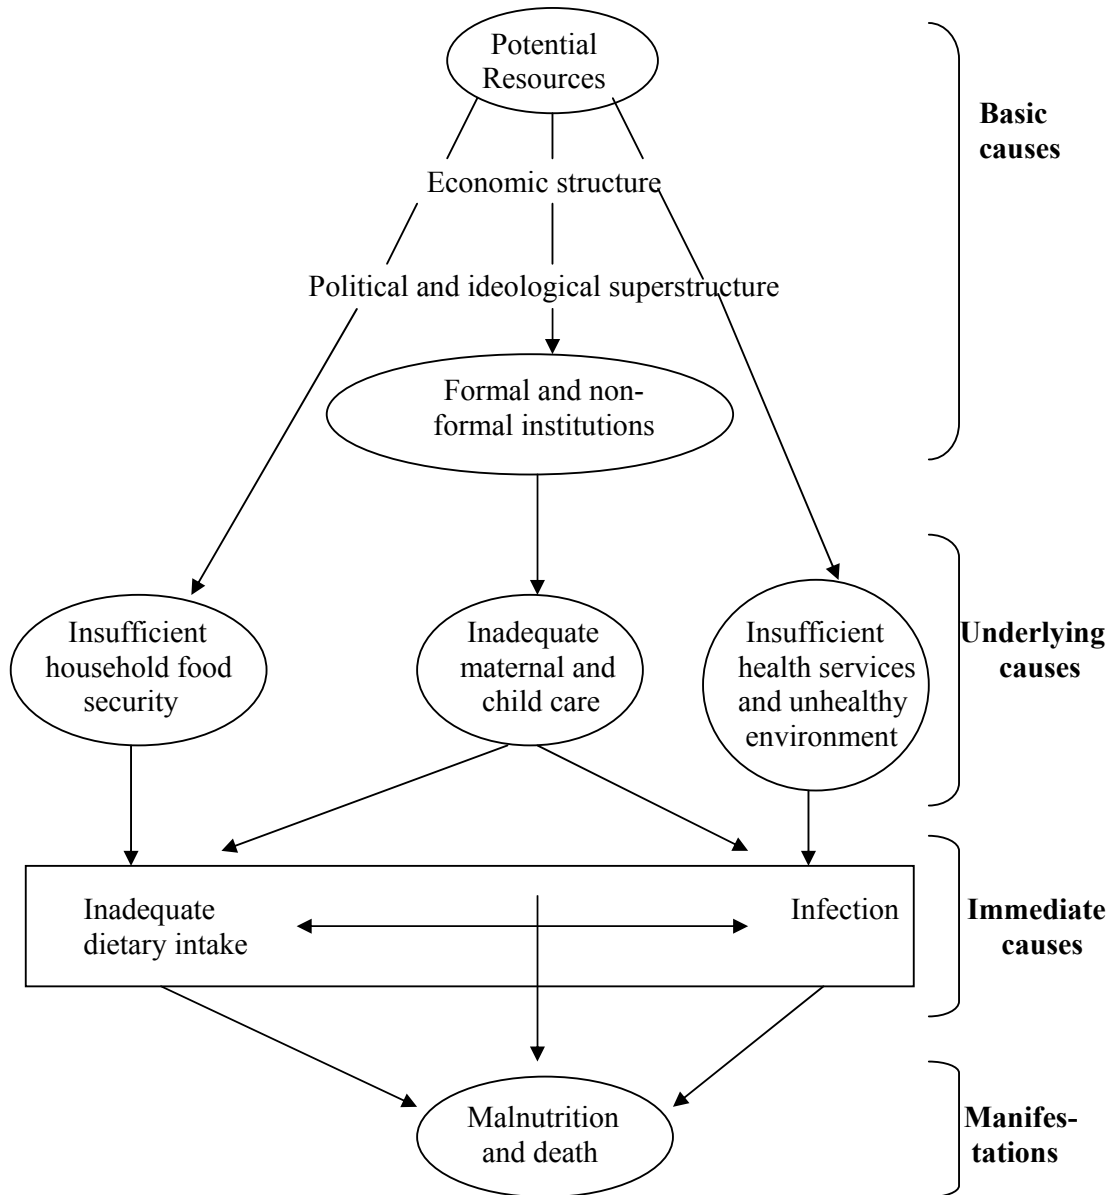 Potential
Resources
Basic
causes
Economic structure
Political and ideological superstructure
Formal and non-
formal institutions
Insufficient
household food
security
Inadequate
maternal and
child care
Insufficient
health services
and unhealthy
environment
Underlying
causes
Inadequate
dietary intake
Infection
Immediate
causes
Malnutrition
and death
Manifes-
tations